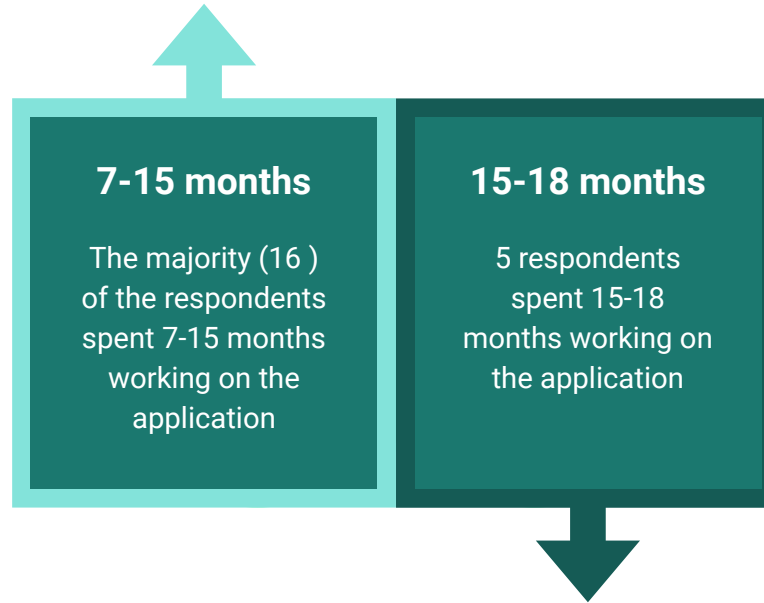 7-15 months
The majority (16 )
of the respondents
spent 7-15 months
working on the
application
15-18 months
5 respondents
spent 15-18
months working on
the application